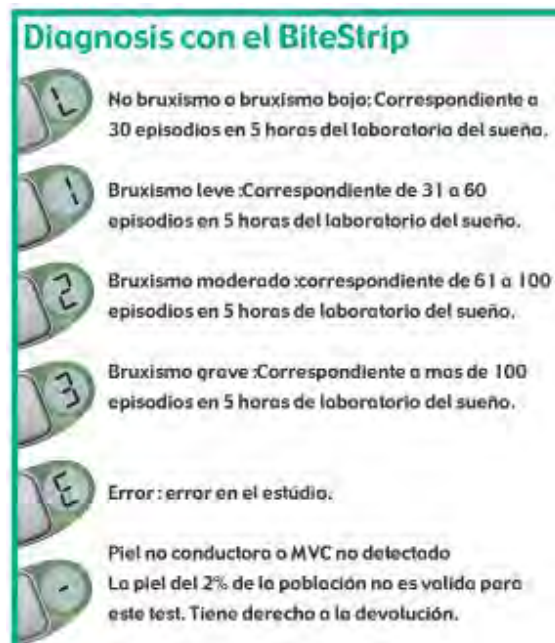 Diagnosis con el BiteStrip
L
No bruxismo o bruxismo bajo: Correspondiente a
30 episodios en 5 horas del laboratorio del sueño.
1
Bruxismo leve :Correspondiente de 31 a 60
episodios en 5 horas del laboratorio del sueño.
2
Bruxismo moderado :correspondiente de 61 a 100
episodios en 5 horas de laboratorio del sueño.
3
Bruxismo grave :Correspondiente a mas de 100
episodios en 5 horas de laboratorio del sueño.
E
Error : error en el estúdio.
-
Piel no conductora o MVC no detectado
La piel del 2% de la población no es valida para
este test. Tiene derecho a la devolución.